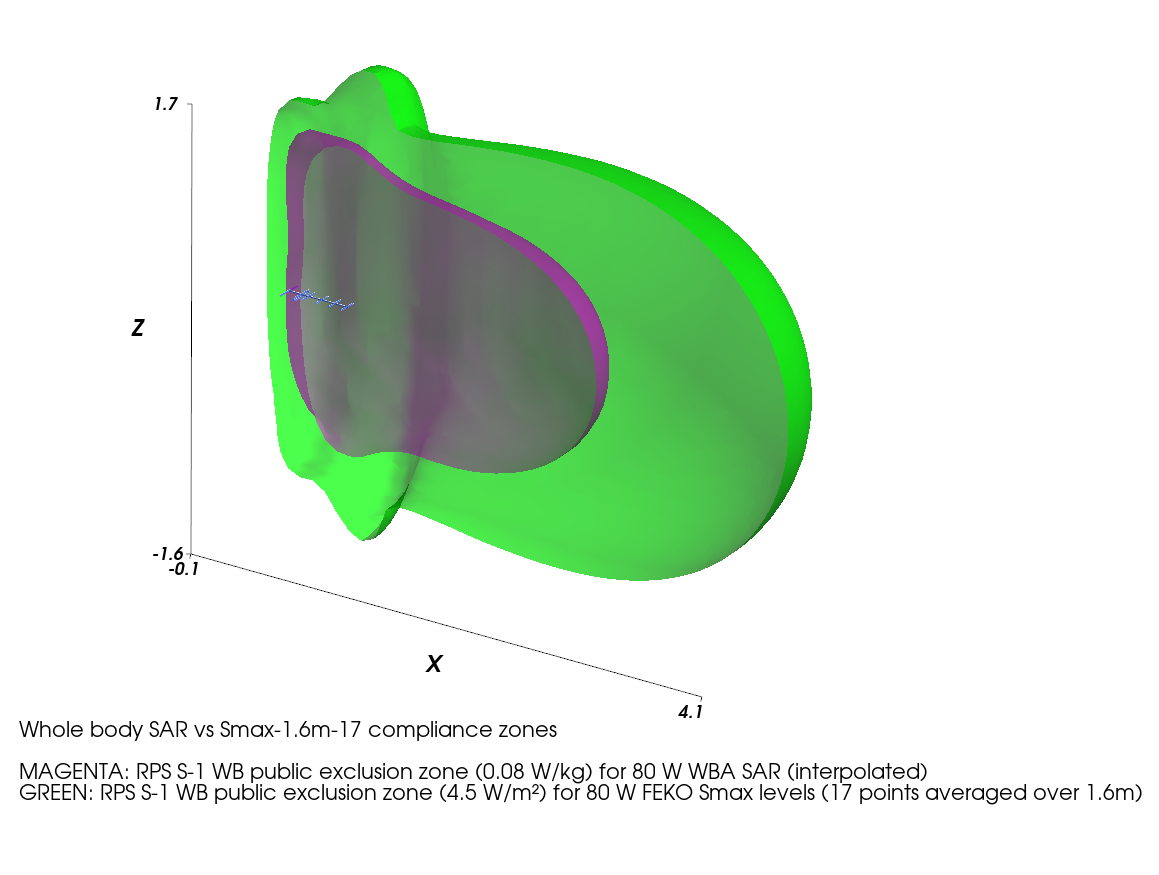 1.7
Z
-1.6
-0.1
X
4.1
Whole body SAR vs Smax-1.6m-17 compliance zones
MAGENTA: RPS S-1 WB public exclusion zone (0.08 W/kg) for 80 W WBA SAR (interpolated)
GREEN: RPS S-1 WB public exclusion zone (4.5 W/m²) for 80 W FEKO Smax levels (17 points averaged over 1.6m)